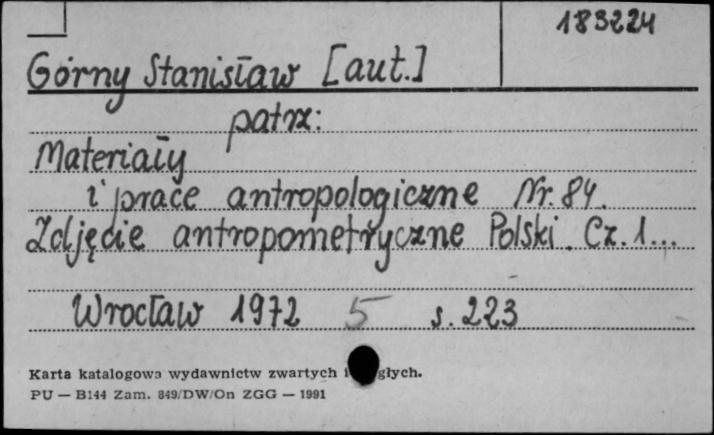 183224
Górny Stanisław [aut.]
patrz:
Materiały
i prace antropologiczne Nr. 84.
Zdjęcie antropometryczne Polski. Cz. 1...
Wrocław 1972 5 s. 223
Karta katalogowa wydawnictw zwartych i głych.
PU — B144 Zam. 849/DW/On ZGG — 1991